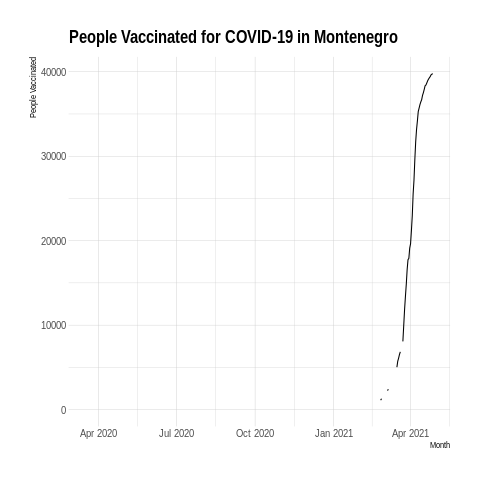 People Vaccinated for COVID-19 in Montenegro
People Vaccinated
40000
30000
20000
10000
0
Apr 2020 Jul 2020 Oct 2020 Jan 2021 Apr 2021
Month